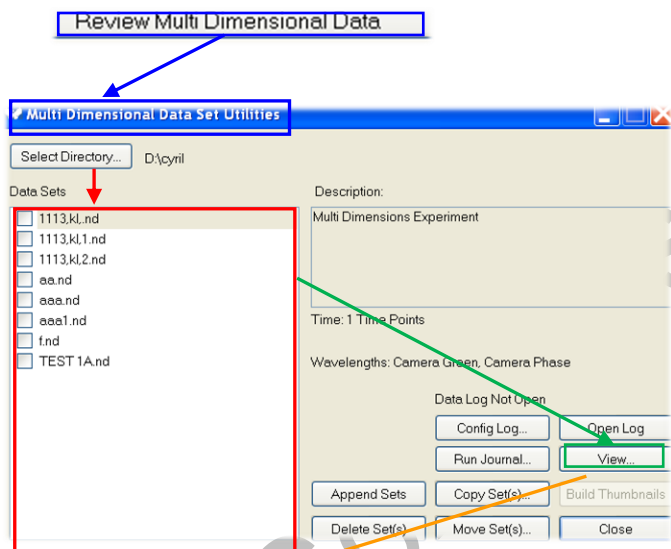 Review Multi Dimensional Data
Multi Dimensional Data Set Utilities
Select Directory... D:\cyril
Data Sets
Description:
1113,kl,.nd
1113,kl,1.nd
1113,kl,2.nd
aa.nd
aaa.nd
aaa1.nd
f.nd
TEST 1A.nd
Multi Dimensions Experiment
Time: 1 Time Points
Wavelengths: Camera Green, Camera Phase
Data Log Not Open
Config Log... Open Log
Run Journal... View...
Append Sets Copy Set(s)... Build Thumbnails
Delete Set(s) Move Set(s)... Close